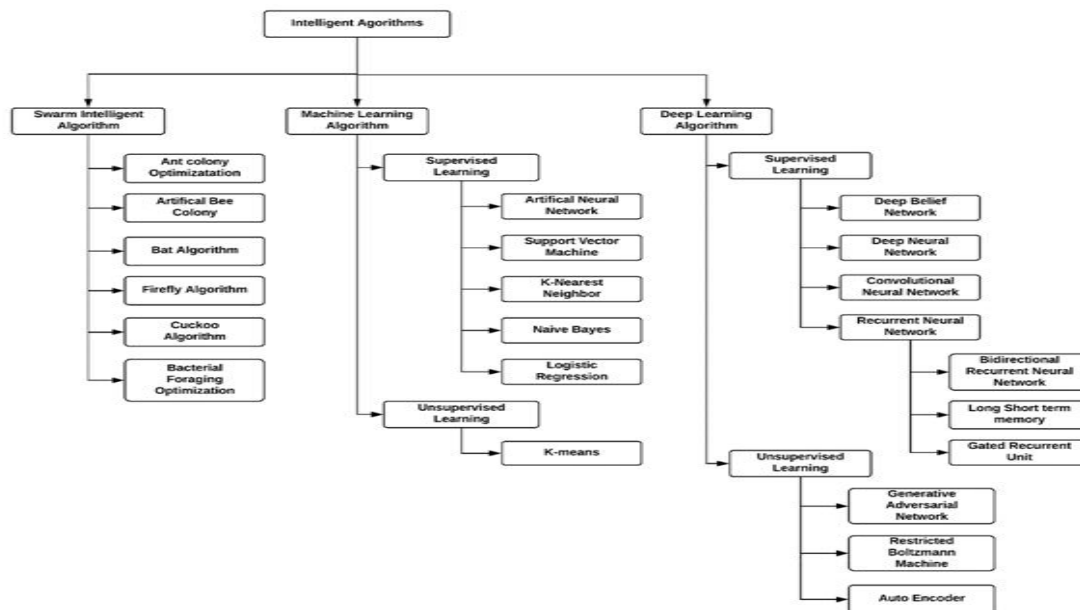 Intelligent Agorithms
Swarm Intelligent
Algorithm
Ant colony
Optimizatation
Artifical Bee
Colony
Bat Algorithm
Firefly Algorithm
Cuckoo
Algorithm
Bacterial
Foraging
Optimization
Machine Learning
Algorithm
Supervised
Learning
Artifical Neural
Network
Support Vector
Machine
K-Nearest
Neighbor
Naive Bayes
Logistic
Regression
Unsupervised
Learning
K-means
Deep Learning
Algorithm
Supervised
Learning
Deep Belief
Network
Deep Neural
Network
Convolutional
Neural Network
Recurrent Neural
Network
Bidirectional
Recurrent Neural
Network
Long Short term
memory
Gated Recurrent
Unit
Unsupervised
Learning
Generative
Adversarial
Network
Restricted
Boltzmann
Machine
Auto Encoder